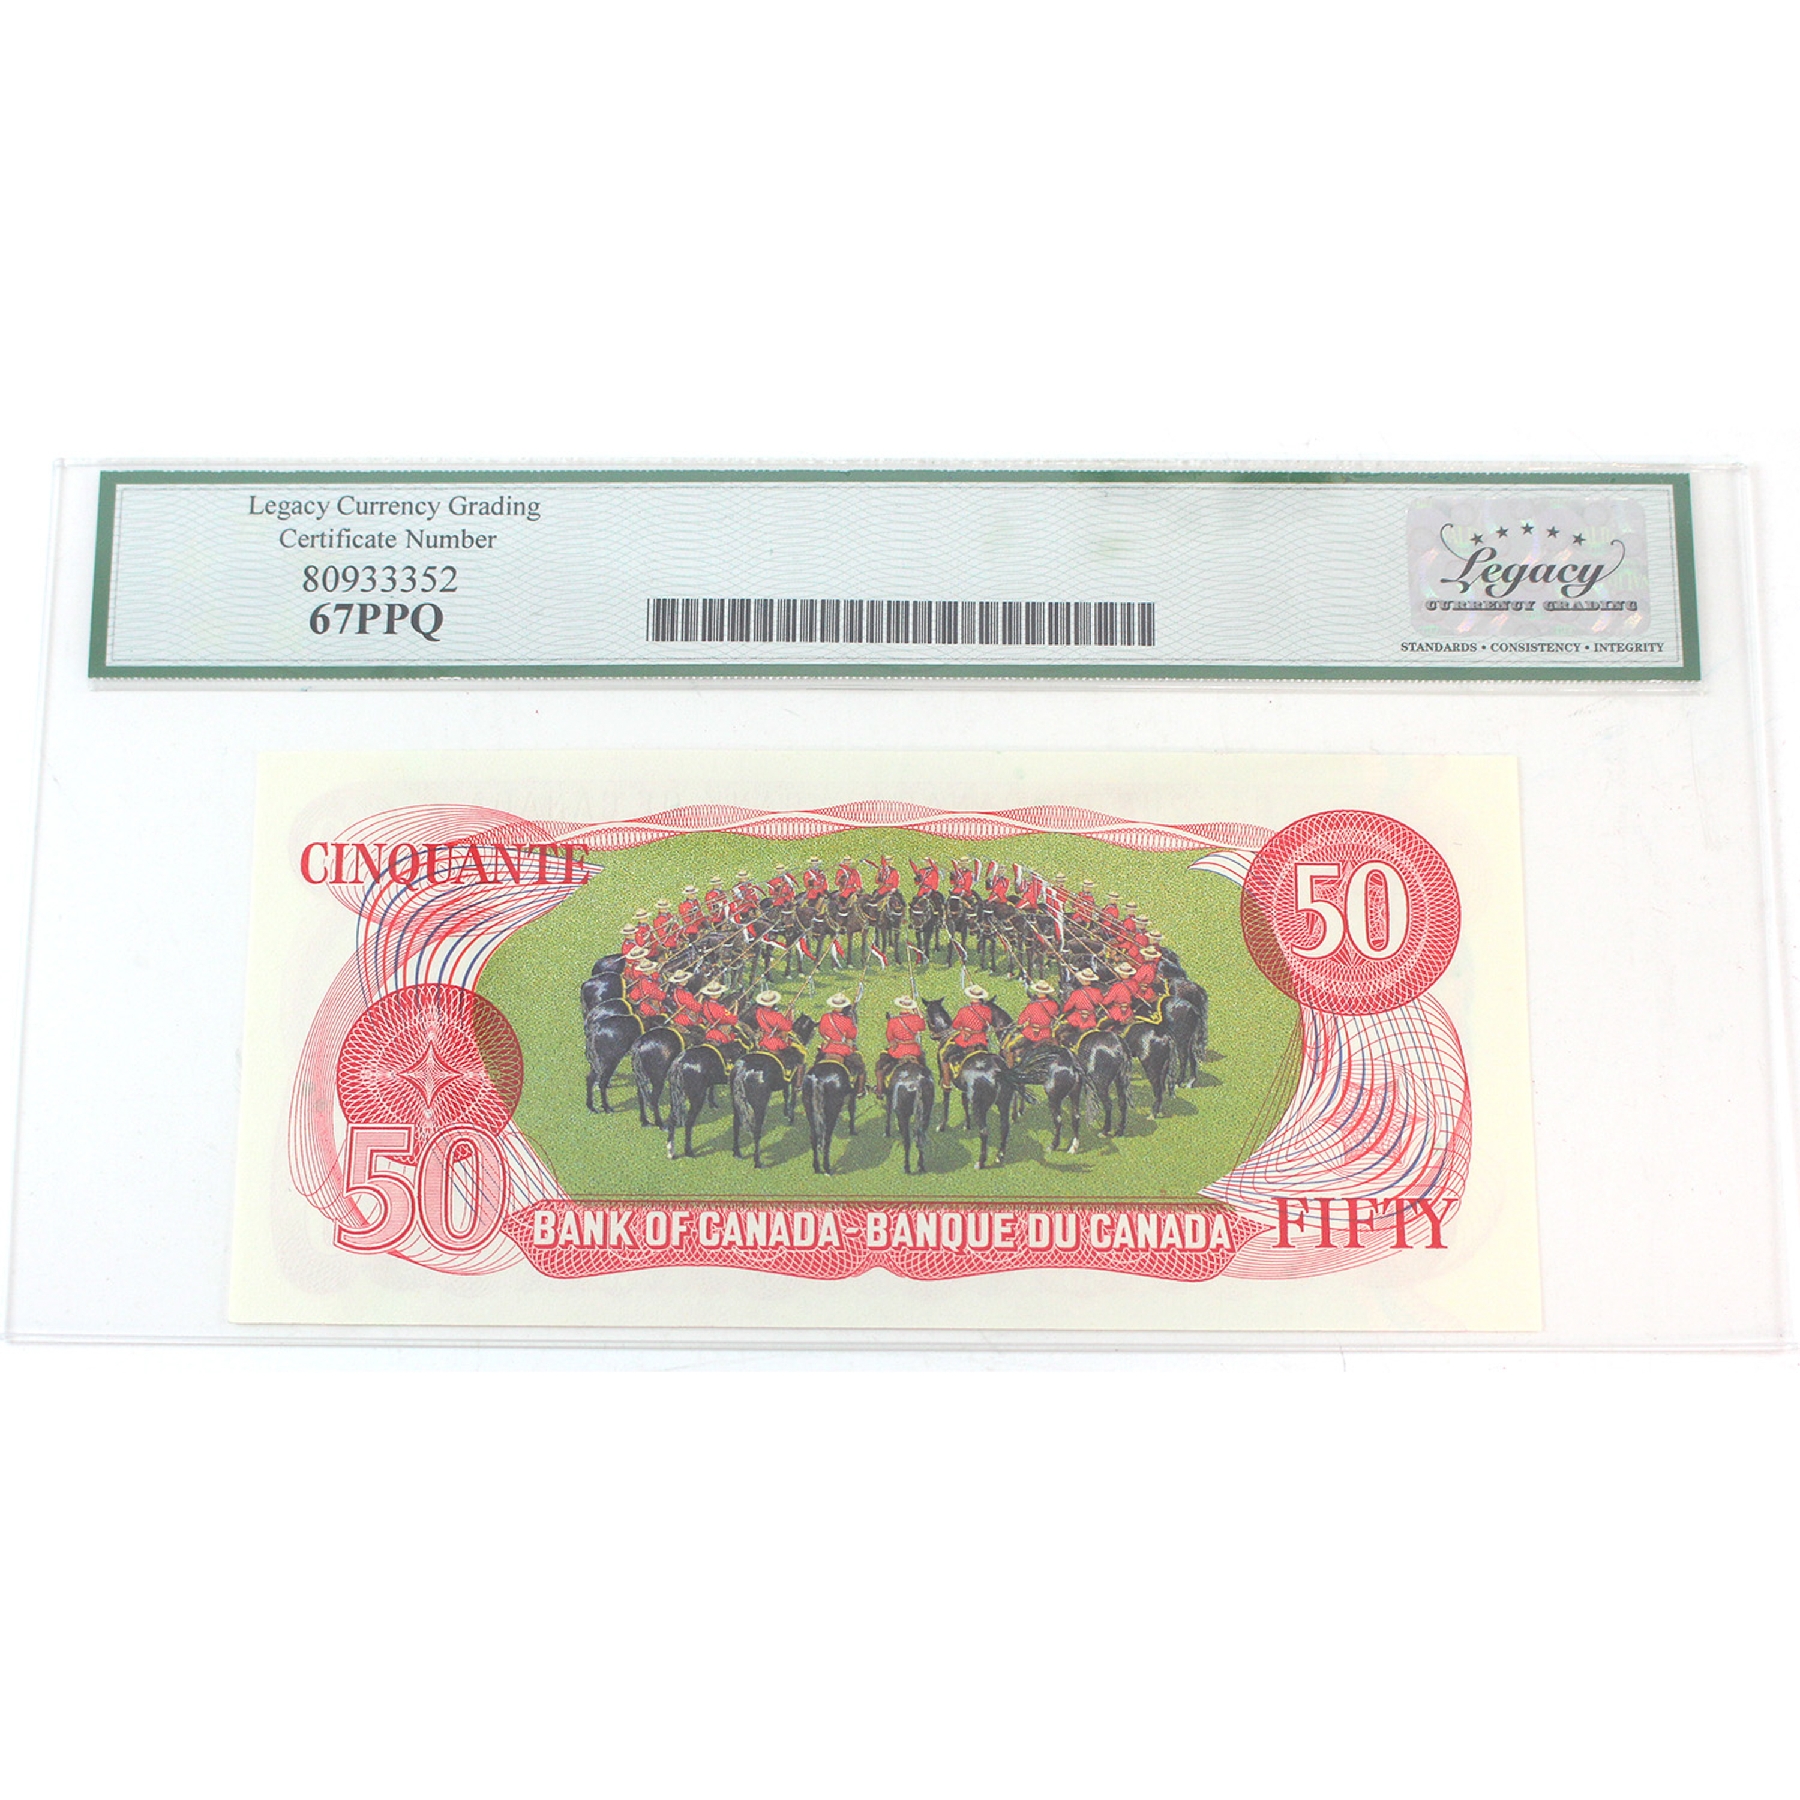 Legacy Currency Grading
Certificate Number
80933352
67PPQ
Legacy
CURRENCY GRADING
STANDARDS • CONSISTENCY • INTEGRITY
CINQUANTE
50
50
BANK OF CANADA-BANQUE DU CANADA
FIFTY